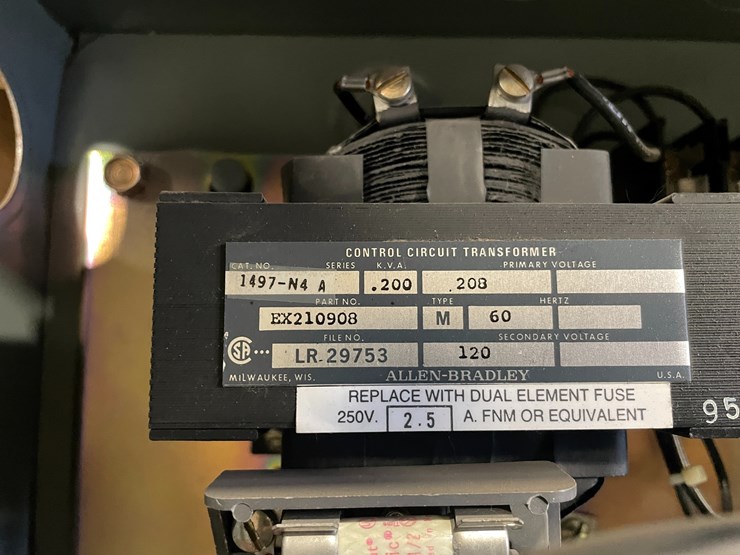 CONTROL CIRCUIT TRANSFORMER
CAT. NO. SERIES K.V.A. PRIMARY VOLTAGE
1497-N4 A .200 208
PART NO. TYPE HERTZ
EX210908 M 60
FILE NO. SECONDARY VOLTAGE
SA LR-29753 120
MILWAUKEE, WIS. ALLEN-BRADLEY U.S.A.
REPLACE WITH DUAL ELEMENT FUSE
250V. 2.5 A. FNM OR EQUIVALENT
95